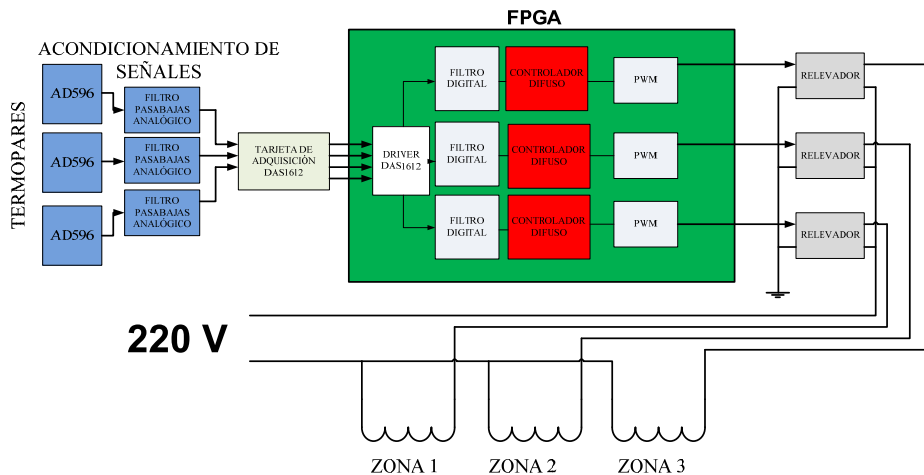 FPGA
ACONDICIONAMIENTO DE
SEÑALES
TERMOPARES
AD596
AD596
AD596
FILTRO
PASABAJAS
ANALÓGICO
FILTRO
PASABAJAS
ANALÓGICO
FILTRO
PASABAJAS
ANALÓGICO
TARJETA DE
ADQUISICIÓN
DAS1612
DRIVER
DAS1612
FILTRO
DIGITAL
CONTROLADOR
DIFUSO
PWM
RELEVADOR
FILTRO
DIGITAL
CONTROLADOR
DIFUSO
PWM
RELEVADOR
FILTRO
DIGITAL
CONTROLADOR
DIFUSO
PWM
RELEVADOR
220 V
ZONA 1
ZONA 2
ZONA 3